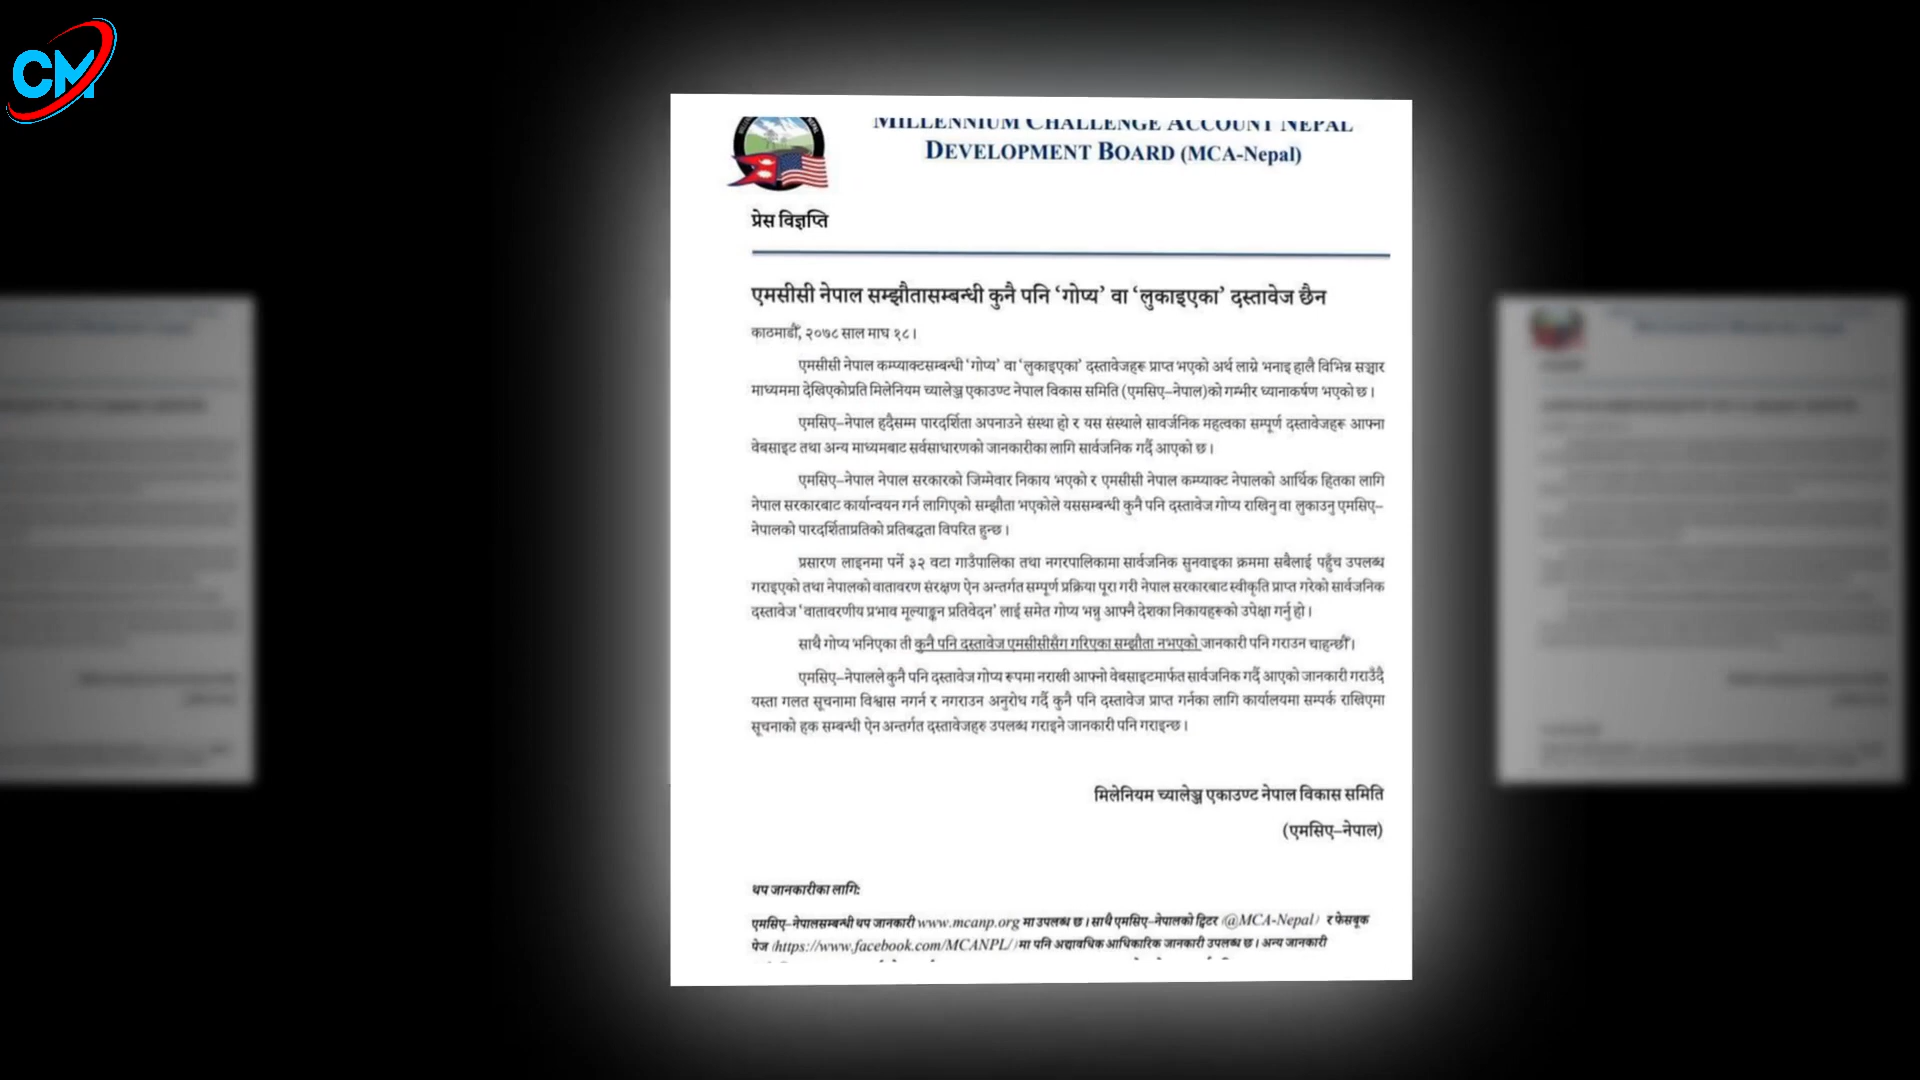 CM
MILLENNIUM CHALLENGE ACCOUNT NEPAL
DEVELOPMENT BOARD (MCA-Nepal)
प्रेस विज्ञप्ति
एमसीसी नेपाल सम्झौतासम्बन्धी कुनै पनि ‘गोप्य’ वा ‘लुकाइएका’ दस्तावेज छैन
काठमाडौँ, २०७८ साल माघ १८।
एमसीसी नेपाल कम्प्याक्टसम्बन्धी ‘गोप्य’ वा ‘लुकाइएका’ दस्तावेजहरू प्राप्त भएको अर्थ लाग्ने भनाइ हालै विभिन्न सञ्चार
माध्यममा देखिएकोप्रति मिलेनियम च्यालेञ्ज एकाउण्ट नेपाल विकास समिति (एमसिए–नेपाल)को गम्भीर ध्यानाकर्षण भएको छ।
एमसिए–नेपाल हदैसम्म पारदर्शिता अपनाउने संस्था हो र यस संस्थाले सार्वजनिक महत्वका सम्पूर्ण दस्तावेजहरू आफ्ना
वेबसाइट तथा अन्य माध्यमबाट सर्वसाधारणको जानकारीका लागि सार्वजनिक गर्दै आएको छ।
एमसिए–नेपाल नेपाल सरकारको जिम्मेवार निकाय भएको र एमसीसी नेपाल कम्प्याक्ट नेपालको आर्थिक हितका लागि
नेपाल सरकारबाट कार्यान्वयन गर्न लागिएको सम्झौता भएकोले यससम्बन्धी कुनै पनि दस्तावेज गोप्य राखिनु वा लुकाउनु एमसिए–
नेपालको पारदर्शिताप्रतिको प्रतिबद्धता विपरित हुन्छ।
प्रसारण लाइनमा पर्ने ३२ वटा गाउँपालिका तथा नगरपालिकामा सार्वजनिक सुनवाइका क्रममा सबैलाई पहुँच उपलब्ध
गराइएको तथा नेपालको वातावरण संरक्षण ऐन अन्तर्गत सम्पूर्ण प्रक्रिया पूरा गरी नेपाल सरकारबाट स्वीकृति प्राप्त गरेको सार्वजनिक
दस्तावेज ‘वातावरणीय प्रभाव मूल्याङ्कन प्रतिवेदन’ लाई समेत गोप्य भन्नु आफ्नै देशका निकायहरूको उपेक्षा गर्नु हो।
साथै गोप्य भनिएका ती कुनै पनि दस्तावेज एमसीसीसँग गरिएका सम्झौता नभएको जानकारी पनि गराउन चाहन्छौँ।
एमसिए–नेपालले कुनै पनि दस्तावेज गोप्य रूपमा नराखी आफ्नो वेबसाइटमार्फत सार्वजनिक गर्दै आएको जानकारी गराउँदै
यस्ता गलत सूचनामा विश्वास नगर्न र नगराउन अनुरोध गर्दै कुनै पनि दस्तावेज प्राप्त गर्नका लागि कार्यालयमा सम्पर्क राखिएमा
सूचनाको हक सम्बन्धी ऐन अन्तर्गत दस्तावेजहरु उपलब्ध गराइने जानकारी पनि गराइन्छ।
मिलेनियम च्यालेञ्ज एकाउण्ट नेपाल विकास समिति
(एमसिए–नेपाल)
थप जानकारीका लागि:
एमसिए–नेपालसम्बन्धी थप जानकारी www.mcanp.org मा उपलब्ध छ। साथै एमसिए–नेपालको ट्विटर (@MCA-Nepal) र फेसबूक
पेज (https://www.facebook.com/MCANPL/)मा पनि अद्यावधिक आधिकारिक जानकारी उपलब्ध छ। अन्य जानकारी